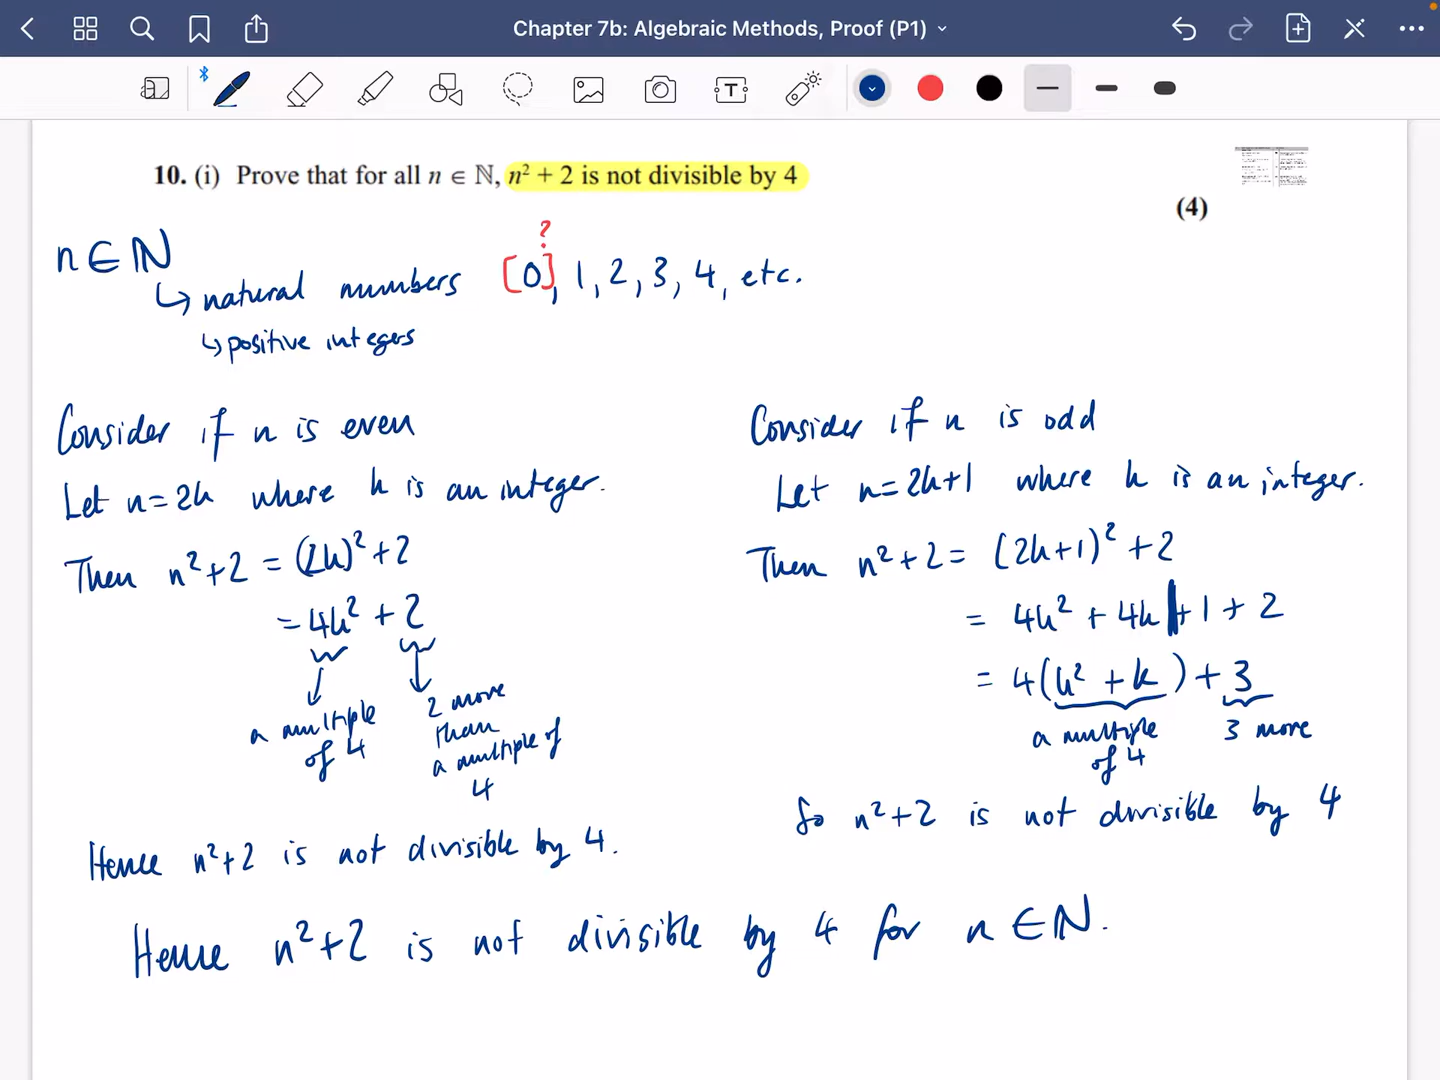 Chapter 7b: Algebraic Methods, Proof (P1)
10. (i) Prove that for all n ∈ ℕ, n² + 2 is not divisible by 4
(4)
n ∈ ℕ
↳ natural numbers [0]?, 1, 2, 3, 4, etc.
↳ positive integers
Consider if n is even
Let n=2k where k is an integer.
Then n²+2 = (2k)²+2
= 4k² + 2
a multiple of 4
2 more
than
a multiple of
4
Hence n²+2 is not divisible by 4.
Consider if n is odd
Let n=2k+1 where k is an integer.
Then n²+2 = (2k+1)² + 2
= 4k² + 4k +1 + 2
= 4(k² + k) + 3
a multiple of 4
3 more
So n²+2 is not divisible by 4
Hence n²+2 is not divisible by 4 for n ∈ ℕ.